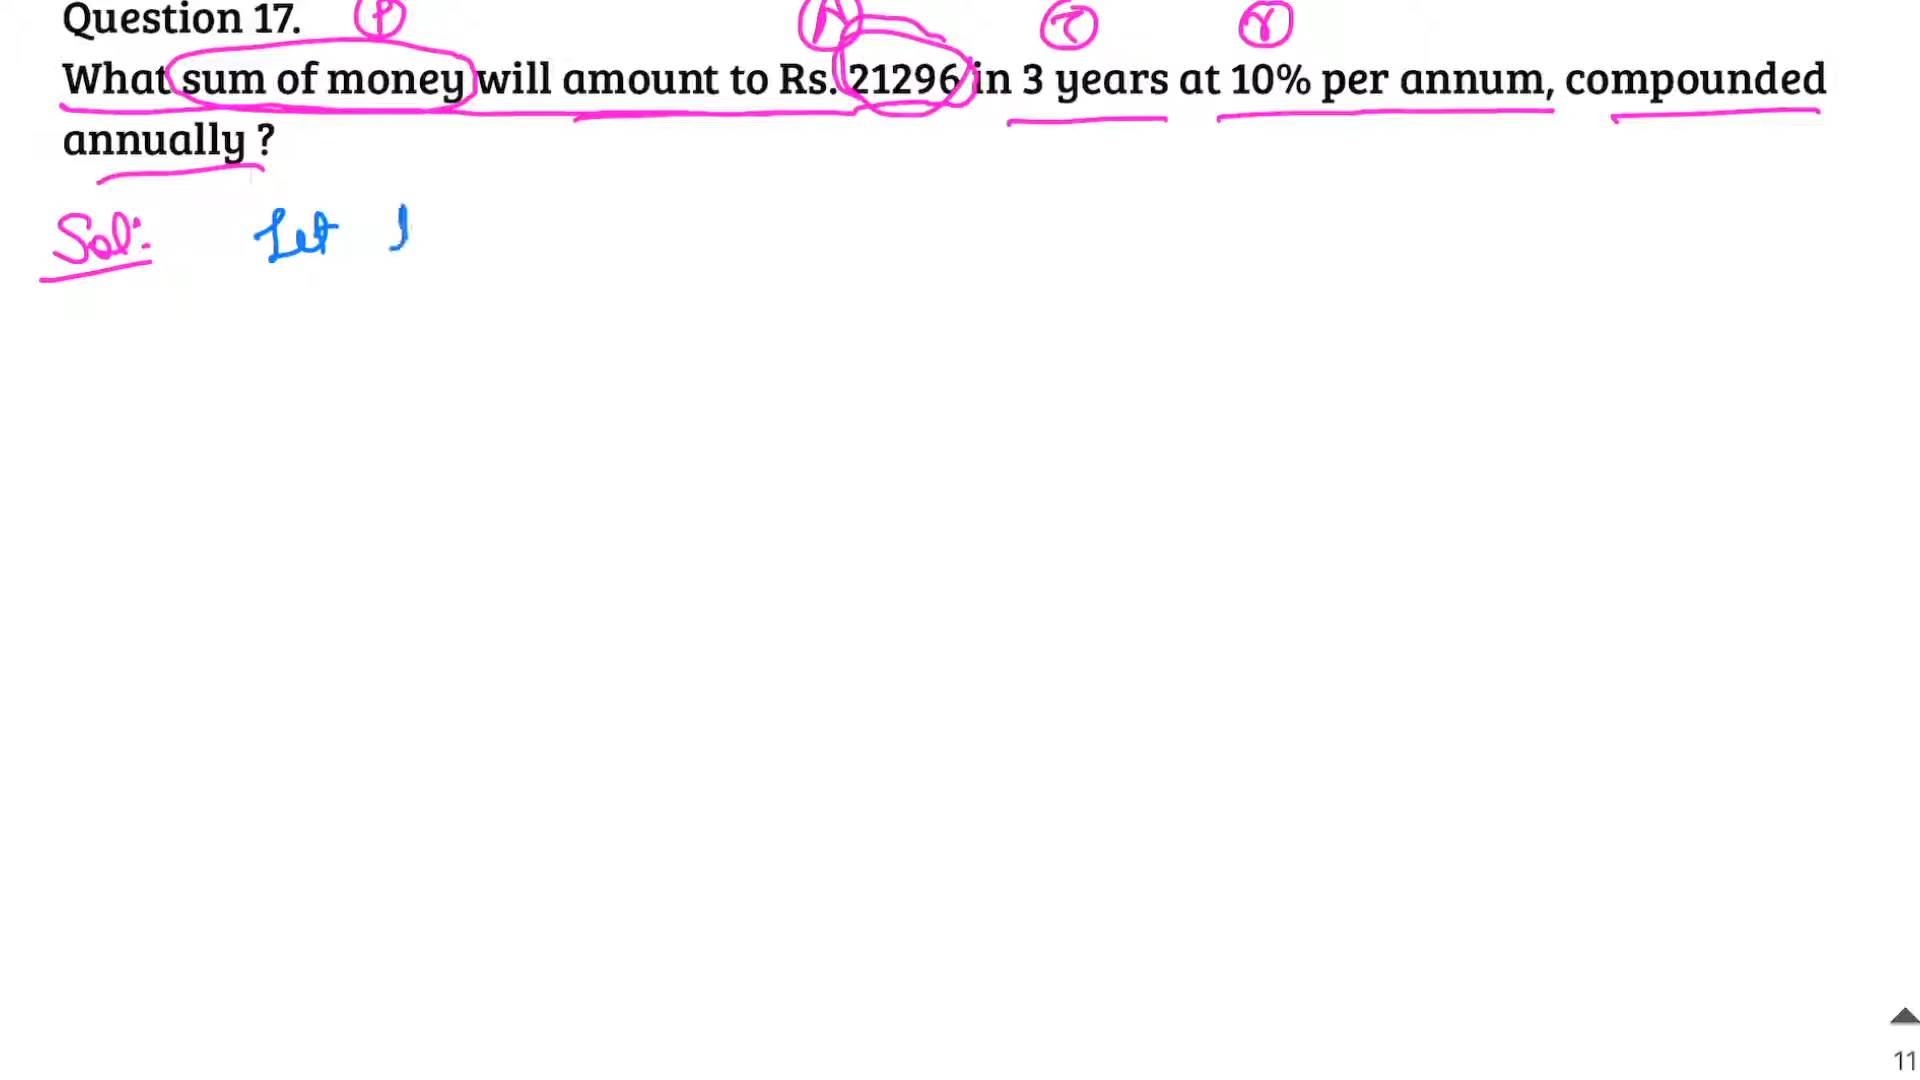 Question 17.
P A T r
What sum of money will amount to Rs. 21296 in 3 years at 10% per annum, compounded
annually ?
Sol: Let
11